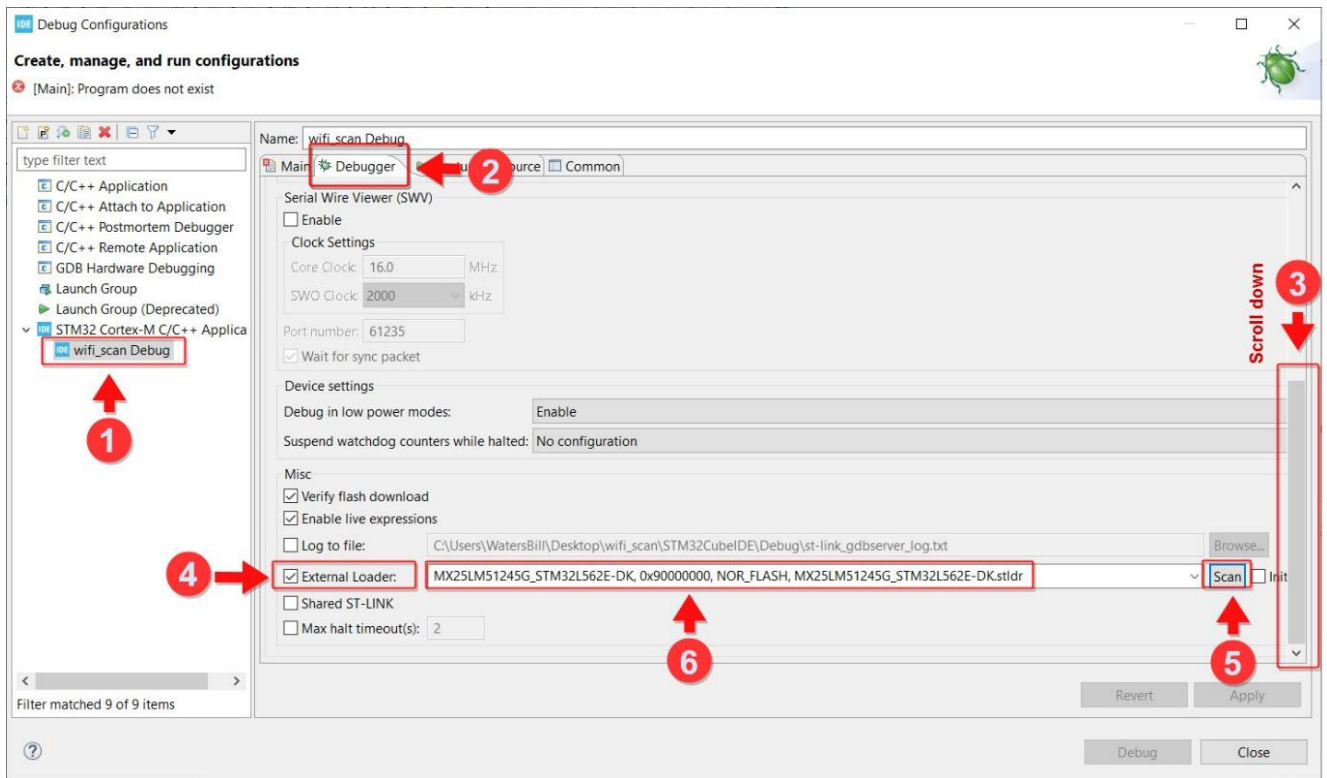 IDE Debug Configurations
Create, manage, and run configurations
[Main]: Program does not exist
type filter text
C/C++ Application
C/C++ Attach to Application
C/C++ Postmortem Debugger
C/C++ Remote Application
GDB Hardware Debugging
Launch Group
Launch Group (Deprecated)
IDE STM32 Cortex-M C/C++ Applica
IDE wifi_scan Debug
1
Filter matched 9 of 9 items
Name: wifi_scan Debug
Main Debugger 2 Common
Serial Wire Viewer (SWV)
Enable
Clock Settings
Core Clock: 16.0 MHz
SWO Clock: 2000 kHz
Port number: 61235
Wait for sync packet
3
Scroll down
Device settings
Debug in low power modes: Enable
Suspend watchdog counters while halted: No configuration
Misc
Verify flash download
Enable live expressions
Log to file: C:\Users\WatersBill\Desktop\wifi_scan\STM32CubeIDE\Debug\st-link_gdbserver_log.txt Browse...
4 External Loader: MX25LM51245G_STM32L562E-DK, 0x90000000, NOR_FLASH, MX25LM51245G_STM32L562E-DK.stldr Scan Init
Shared ST-LINK
Max halt timeout(s): 2
6 5
Revert Apply
? Debug Close